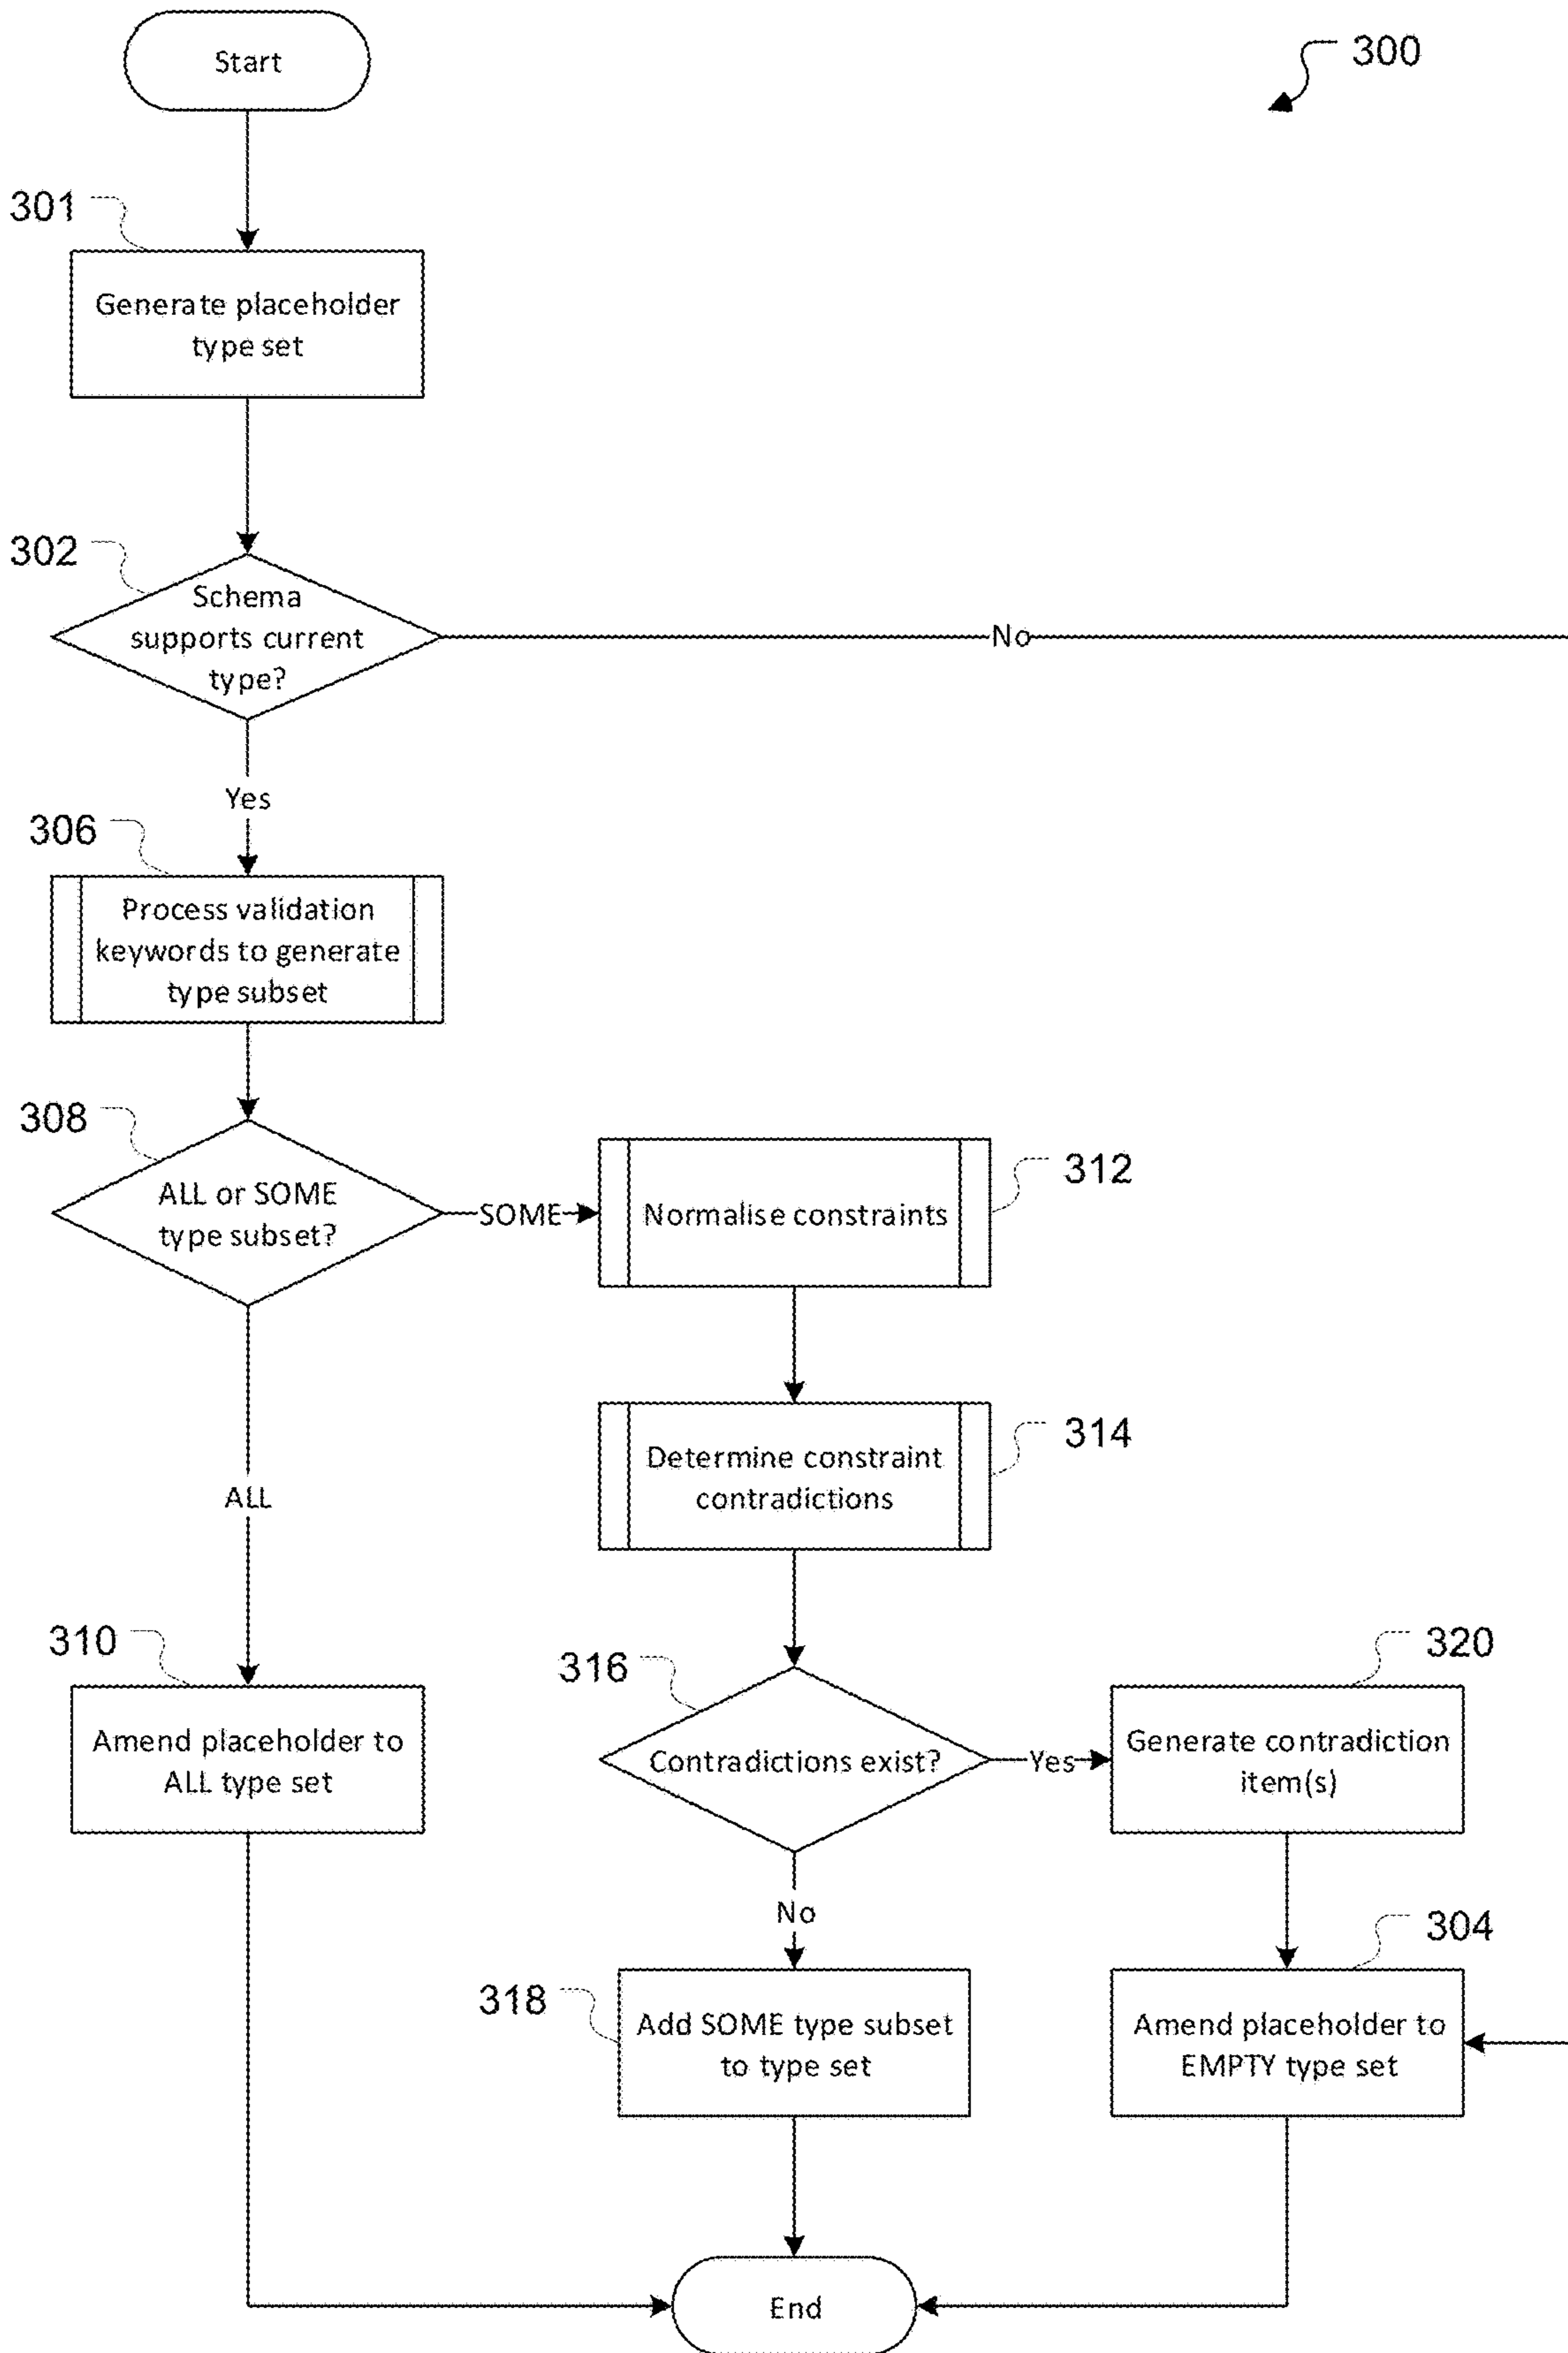 Start
300
301
Generate placeholder
type set
302
Schema
supports current
type?
No
Yes
306
Process validation
keywords to generate
type subset
308
ALL or SOME
type subset?
SOME
Normalise constraints
312
Determine constraint
contradictions
314
ALL
310
Amend placeholder to
ALL type set
316
Contradictions exist?
Yes
320
Generate contradiction
item(s)
No
318
Add SOME type subset
to type set
304
Amend placeholder to
EMPTY type set
End